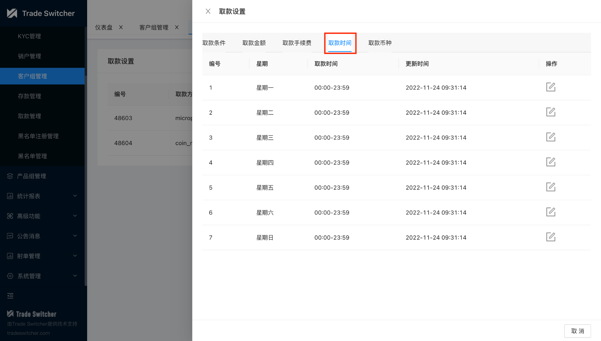 Trade Switcher
KYC管理
销户管理
客户组管理
存款管理
取款管理
黑名单注册管理
黑名单管理
产品组管理
统计报表
高级功能
公告消息
附单管理
系统管理
Trade Switcher
由Trade Switcher提供技术支持
tradeswitcher.com
仪表盘
客户组管理
取款设置
编号
取款方
48603
48604
coin_r
取款设置
取款条件 取款金额 取款手续费 取款时间 取款币种
编号 星期 取款时间 更新时间 操作
1 星期一 00:00-23:59 2022-11-24 09:31:14
2 星期二 00:00-23:59 2022-11-24 09:31:14
3 星期三 00:00-23:59 2022-11-24 09:31:14
4 星期四 00:00-23:59 2022-11-24 09:31:14
5 星期五 00:00-23:59 2022-11-24 09:31:14
6 星期六 00:00-23:59 2022-11-24 09:31:14
7 星期日 00:00-23:59 2022-11-24 09:31:14
取 消